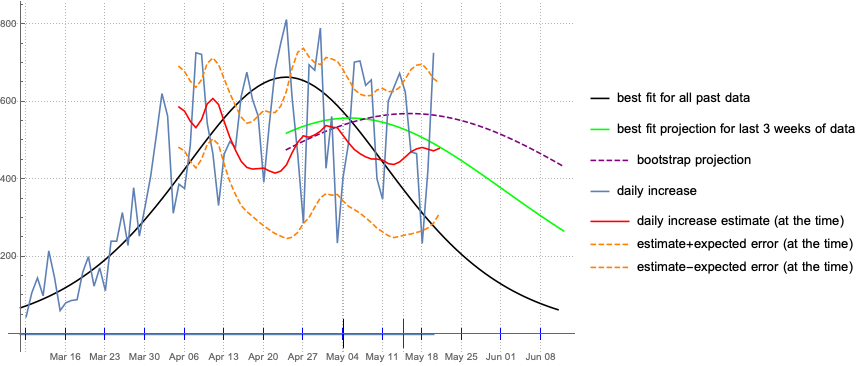 800
600
400
200
Mar 16 Mar 23 Mar 30 Apr 06 Apr 13 Apr 20 Apr 27 May 04 May 11 May 18 May 25 Jun 01 Jun 08
best fit for all past data
best fit projection for last 3 weeks of data
bootstrap projection
daily increase
daily increase estimate (at the time)
estimate+expected error (at the time)
estimate−expected error (at the time)